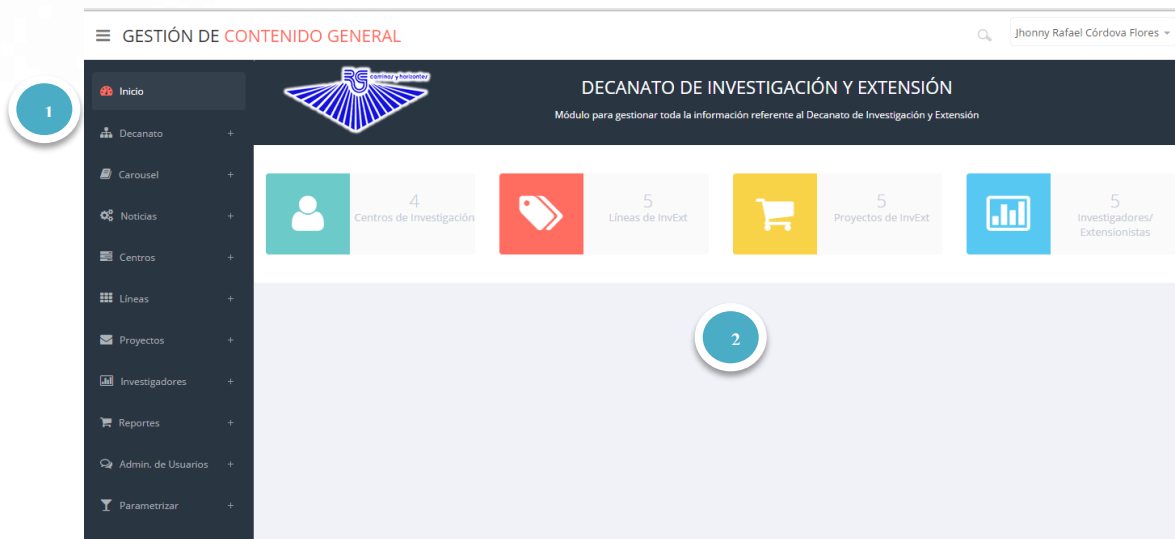 GESTIÓN DE CONTENIDO GENERAL
Jhonny Rafael Córdova Flores
1
Inicio
Decanato +
Carousel +
Noticias +
Centros +
Líneas +
Proyectos +
Investigadores +
Reportes +
Admin. de Usuarios +
Parametrizar +
caminos y horizontes
DECANATO DE INVESTIGACIÓN Y EXTENSIÓN
Módulo para gestionar toda la información referente al Decanato de Investigación y Extensión
4
Centros de Investigación
5
Líneas de InvExt
5
Proyectos de InvExt
5
Investigadores/
Extensionistas
2